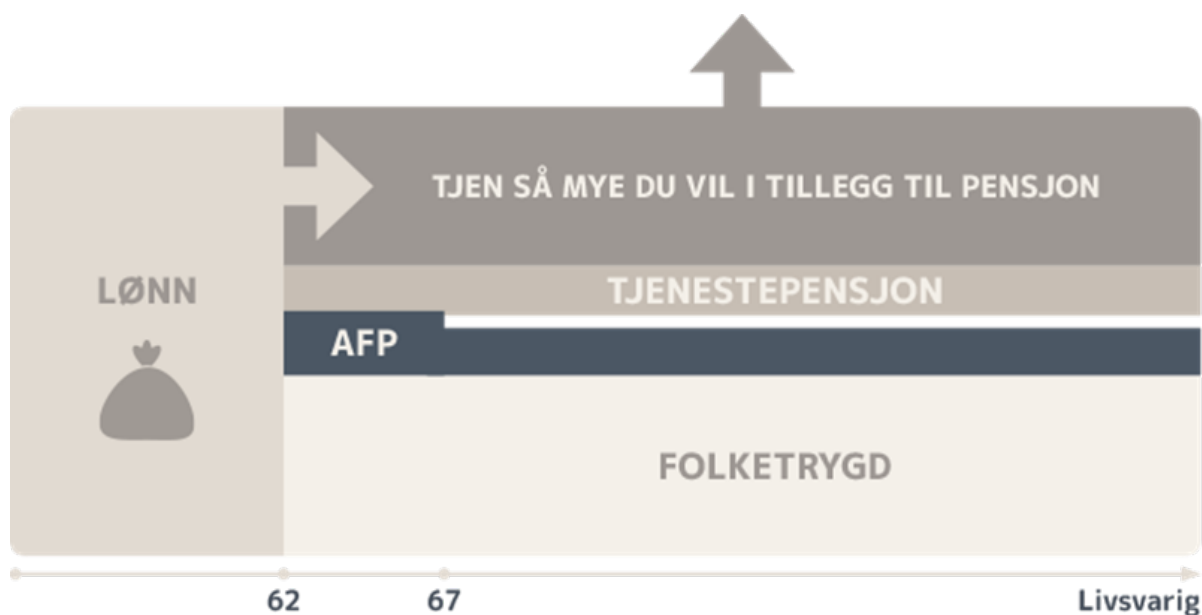 TJEN SÅ MYE DU VIL I TILLEGG TIL PENSJON
LØNN
TJENESTEPENSJON
AFP
FOLKETRYGD
62
67
Livsvarig